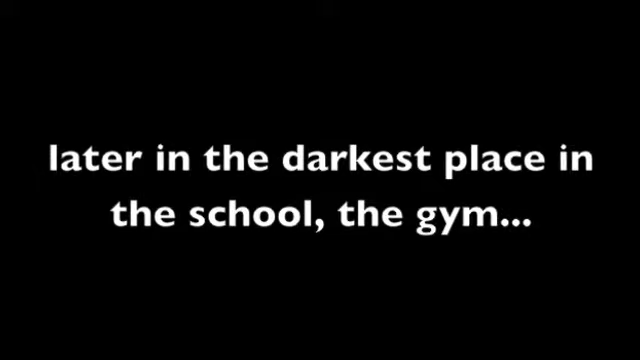 later in the darkest place in
the school, the gym...